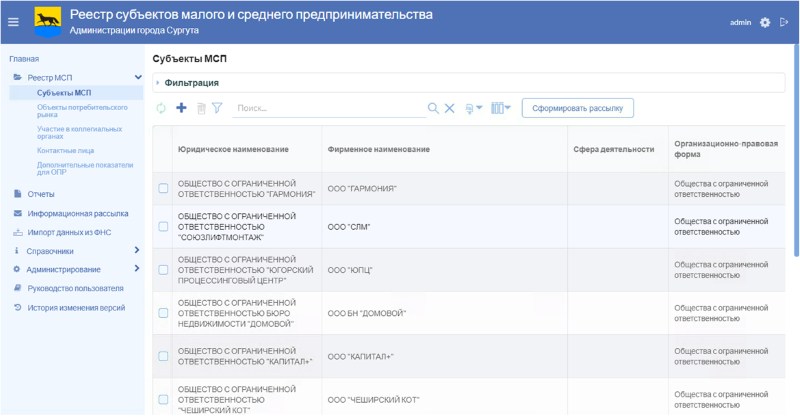 Реестр субъектов малого и среднего предпринимательства
Администрации города Сургута
admin
Главная
Реестр МСП
Субъекты МСП
Объекты потребительского
рынка
Участие в коллегиальных
органах
Контактные лица
Дополнительные показатели
для ОПР
Отчеты
Информационная рассылка
Импорт данных из ФНС
Справочники
Администрирование
Руководство пользователя
История изменения версий
Субъекты МСП
Фильтрация
Поиск...
Сформировать рассылку
Юридическое наименование
Фирменное наименование
Сфера деятельности
Организационно-правовая
форма
ОБЩЕСТВО С ОГРАНИЧЕННОЙ
ОТВЕТСТВЕННОСТЬЮ "ГАРМОНИЯ"
ООО "ГАРМОНИЯ"
Общества с ограниченной
ответственностью
ОБЩЕСТВО С ОГРАНИЧЕННОЙ
ОТВЕТСТВЕННОСТЬЮ
"СОЮЗЛИФТМОНТАЖ"
ООО "СЛМ"
Общества с ограниченной
ответственностью
ОБЩЕСТВО С ОГРАНИЧЕННОЙ
ОТВЕТСТВЕННОСТЬЮ "ЮГОРСКИЙ
ПРОЦЕССИНГОВЫЙ ЦЕНТР"
ООО "ЮПЦ"
Общества с ограниченной
ответственностью
ОБЩЕСТВО С ОГРАНИЧЕННОЙ
ОТВЕТСТВЕННОСТЬЮ БЮРО
НЕДВИЖИМОСТИ "ДОМОВОЙ"
ООО БН "ДОМОВОЙ"
Общества с ограниченной
ответственностью
ОБЩЕСТВО С ОГРАНИЧЕННОЙ
ОТВЕТСТВЕННОСТЬЮ "КАПИТАЛ+"
ООО "КАПИТАЛ+"
Общества с ограниченной
ответственностью
ОБЩЕСТВО С ОГРАНИЧЕННОЙ
ОТВЕТСТВЕННОСТЬЮ
"ЧЕШИРСКИЙ КОТ"
ООО "ЧЕШИРСКИЙ КОТ"
Общества с ограниченной
ответственностью